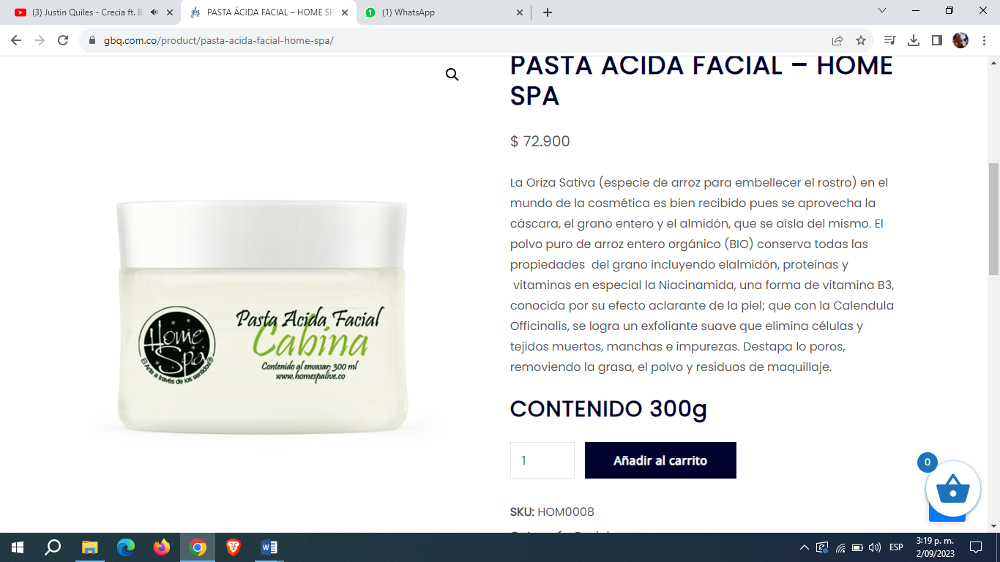 (3) Justin Quiles - Crecia ft. B
PASTA ÁCIDA FACIAL – HOME SP
(1) WhatsApp
gbq.com.co/product/pasta-acida-facial-home-spa/
PASTA ÁCIDA FACIAL – HOME
SPA
$ 72.900
La Oriza Sativa (especie de arroz para embellecer el rostro) en el
mundo de la cosmética es bien recibido pues se aprovecha la
cáscara, el grano entero y el almidón, que se aísla del mismo. El
polvo puro de arroz entero orgánico (BIO) conserva todas las
propiedades  del grano incluyendo elalmidón, proteínas y
vitaminas en especial la Niacinamida, una forma de vitamina B3,
conocida por su efecto aclarante de la piel; que con la Calendula
Officinalis, se logra un exfoliante suave que elimina células y
tejidos muertos, manchas e impurezas. Destapa lo poros,
removiendo la grasa, el polvo y residuos de maquillaje.
CONTENIDO 300g
1
Añadir al carrito
SKU: HOM0008
Home
Spa
El Arte a través de los sentidos®
Pasta Acida Facial
Cabina
Contenido al envasar: 300 ml
www.homespalive.co
0
ESP
3:19 p. m.
2/09/2023